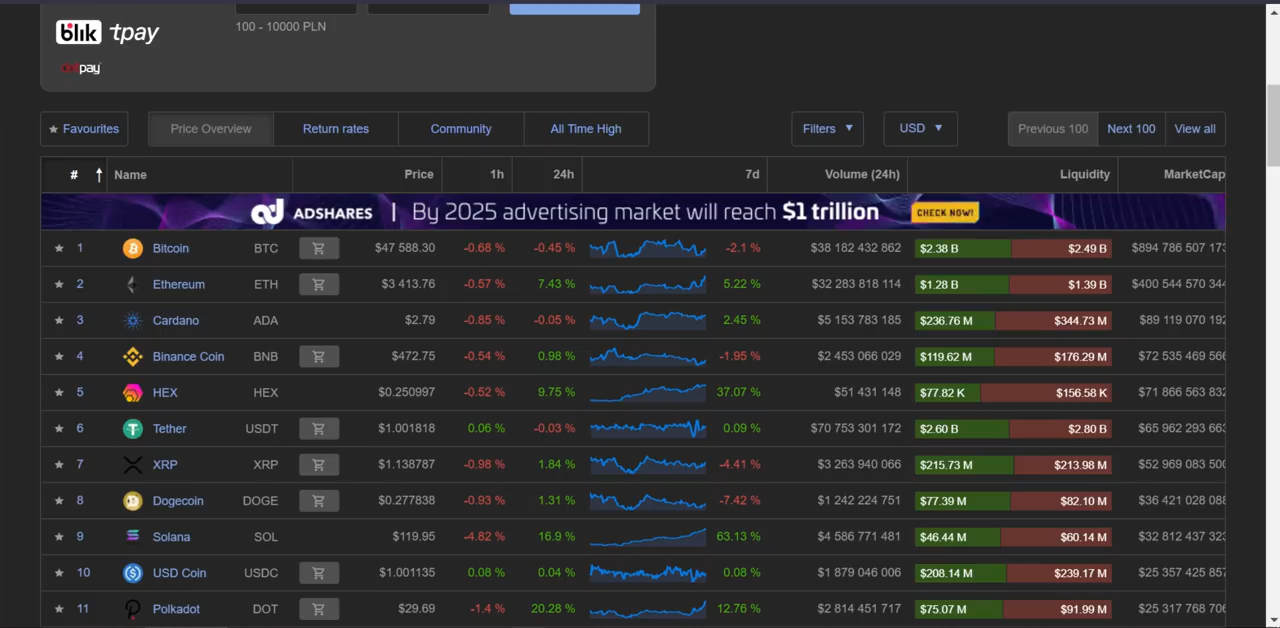 blik tpay
100 - 10000 PLN
pay
★ Favourites Price Overview Return rates Community All Time High Filters ▼ USD ▼ Previous 100 Next 100 View all
# ↑ Name Price 1h 24h 7d Volume (24h) Liquidity MarketCap
ADSHARES | By 2025 advertising market will reach $1 trillion CHECK NOW!
★ 1 Bitcoin BTC $47 588.30 -0.68 % -0.45 % -2.1 % $38 182 432 862 $2.38 B $2.49 B $894 786 507 173
★ 2 Ethereum ETH $3 413.76 -0.57 % 7.43 % 5.22 % $32 283 818 114 $1.28 B $1.39 B $400 544 570 344
★ 3 Cardano ADA $2.79 -0.85 % -0.05 % 2.45 % $5 153 783 185 $236.76 M $344.73 M $89 119 070 192
★ 4 Binance Coin BNB $472.75 -0.54 % 0.98 % -1.95 % $2 453 066 029 $119.62 M $176.29 M $72 535 469 566
★ 5 HEX HEX $0.250997 -0.52 % 9.75 % 37.07 % $51 431 148 $77.82 K $156.58 K $71 866 563 832
★ 6 Tether USDT $1.001818 0.06 % -0.03 % 0.09 % $70 753 301 172 $2.60 B $2.80 B $65 962 293 663
★ 7 XRP XRP $1.138787 -0.98 % 1.84 % -4.41 % $3 263 940 066 $215.73 M $213.98 M $52 969 083 500
★ 8 Dogecoin DOGE $0.277838 -0.93 % 1.31 % -7.42 % $1 242 224 751 $77.39 M $82.10 M $36 421 028 088
★ 9 Solana SOL $119.95 -4.82 % 16.9 % 63.13 % $4 586 771 481 $46.44 M $60.14 M $32 812 437 323
★ 10 USD Coin USDC $1.001135 0.08 % 0.04 % 0.08 % $1 879 046 006 $208.14 M $239.17 M $25 357 425 857
★ 11 Polkadot DOT $29.69 -1.4 % 20.28 % 12.76 % $2 814 451 717 $75.07 M $91.99 M $25 317 768 706